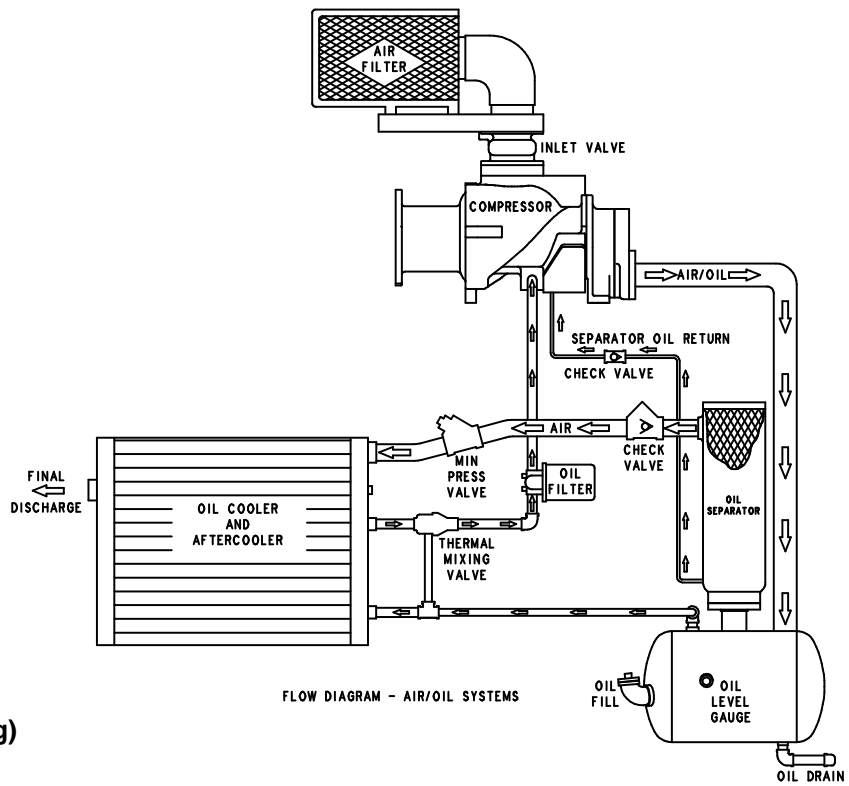 AIR
FILTER
INLET VALVE
COMPRESSOR
AIR/OIL
SEPARATOR OIL RETURN
CHECK VALVE
AIR
CHECK
VALVE
MIN
PRESS
VALVE
OIL
FILTER
OIL
SEPARATOR
FINAL
DISCHARGE
OIL COOLER
AND
AFTERCOOLER
THERMAL
MIXING
VALVE
OIL
FILL
OIL
LEVEL
GAUGE
FLOW DIAGRAM - AIR/OIL SYSTEMS
g)
OIL DRAIN